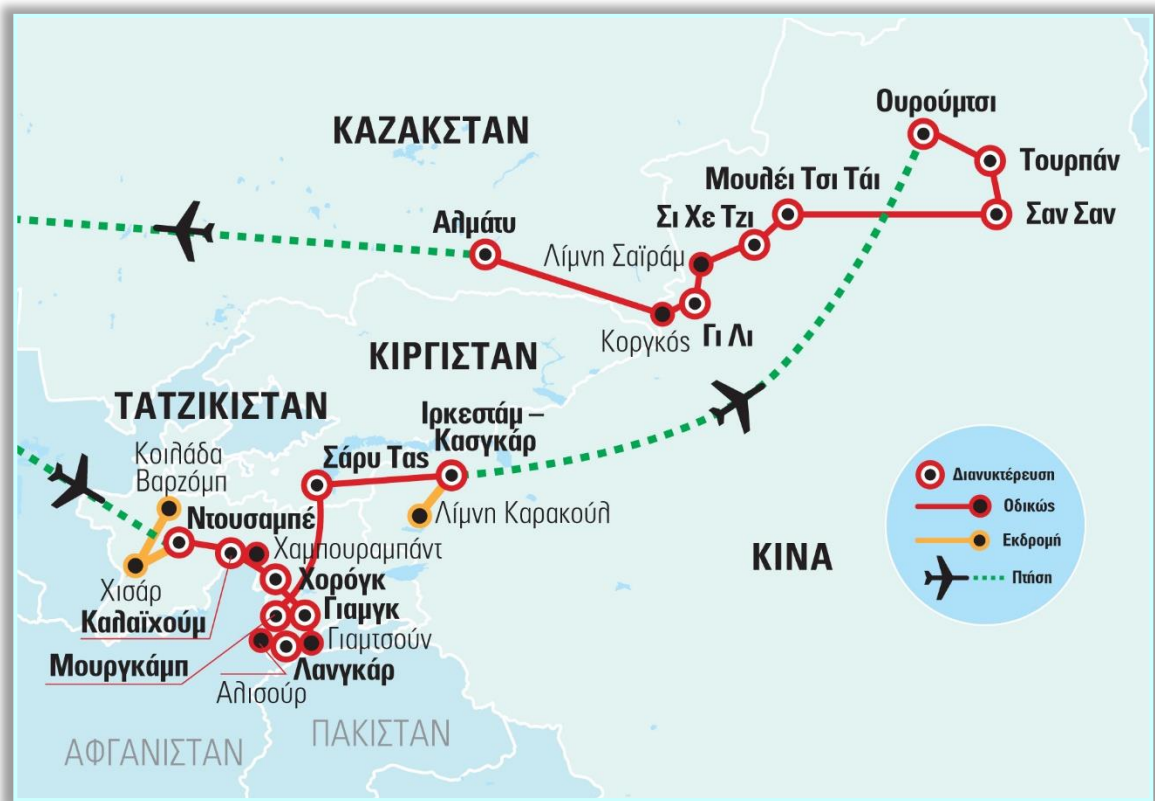 Ουρούμτσι
ΚΑΖΑΚΣΤΑΝ
Τουρπάν
Μουλέι Τσι Τάι
Σαν Σαν
Σι Χε Τζι
Αλμάτυ
Λίμνη Σαϊράμ
Κοργκός
Γι Λι
ΚΙΡΓΙΣΤΑΝ
ΤΑΤΖΙΚΙΣΤΑΝ
Ιρκεστάμ –
Κασγκάρ
Κοιλάδα
Βαρζόμπ
Σάρυ Τας
Διανυκτέρευση
Οδικώς
Εκδρομή
Πτήση
Λίμνη Καρακούλ
Ντουσαμπέ
Χαμπουραμπάντ
ΚΙΝΑ
Χισάρ
Χορόγκ
Καλαϊχούμ
Γιαμγκ
Γιαμτσούν
Μουργκάμπ
Λανγκάρ
Αλισούρ
ΠΑΚΙΣΤΑΝ
ΑΦΓΑΝΙΣΤΑΝ